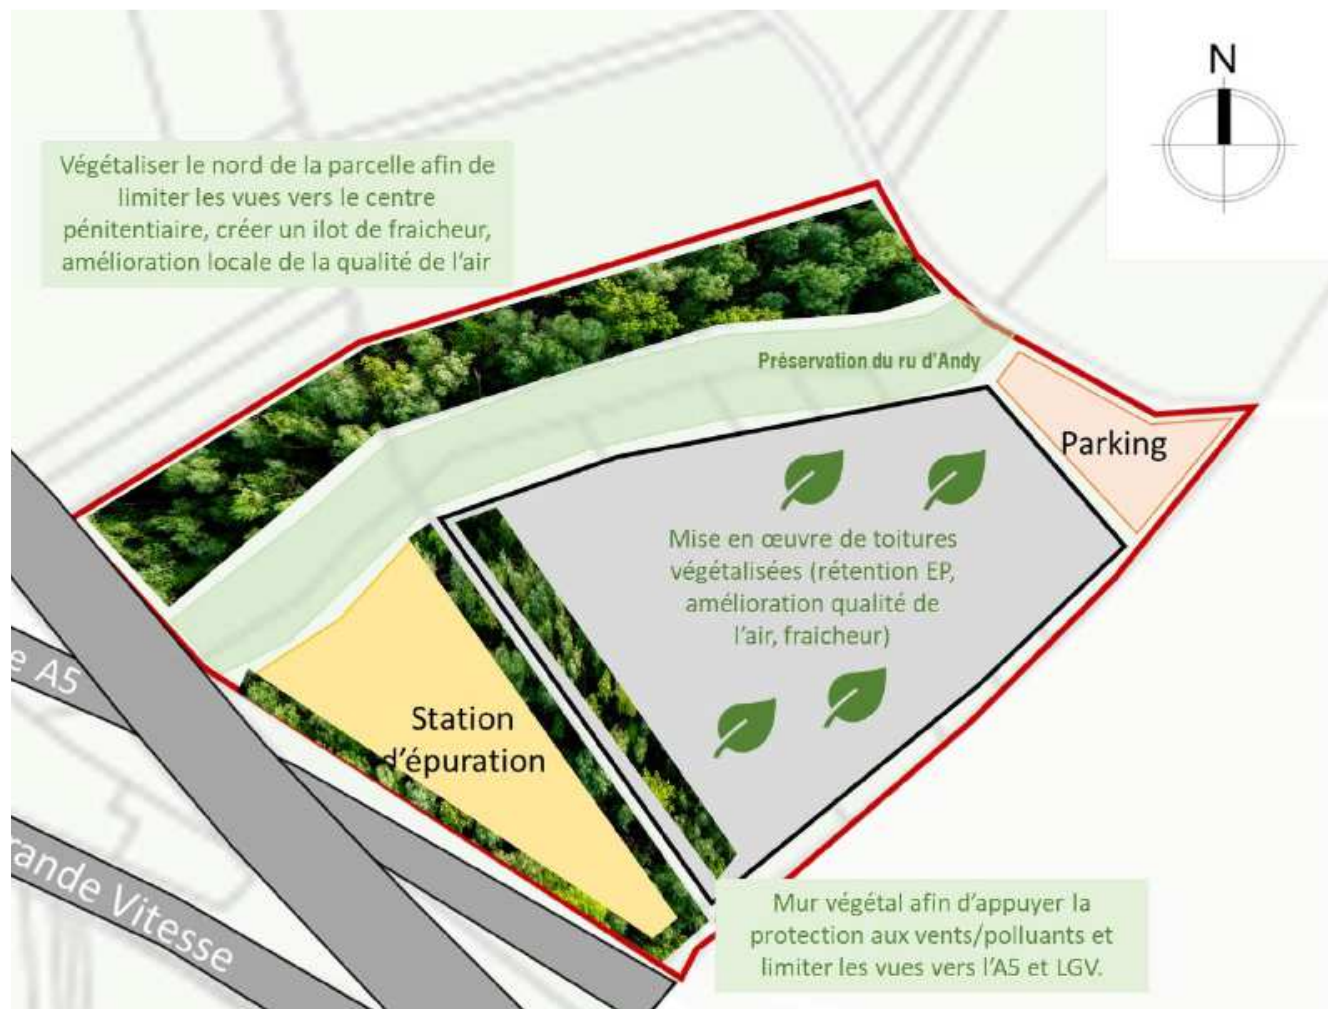 N
Végétaliser le nord de la parcelle afin de
limiter les vues vers le centre
pénitentiaire, créer un ilot de fraicheur,
amélioration locale de la qualité de l'air
Préservation du ru d'Andy
Parking
Mise en œuvre de toitures
végétalisées (rétention EP,
amélioration qualité de
l'air, fraicheur)
e A5
Station
d'épuration
rande Vitesse
Mur végétal afin d'appuyer la
protection aux vents/polluants et
limiter les vues vers l'A5 et LGV.